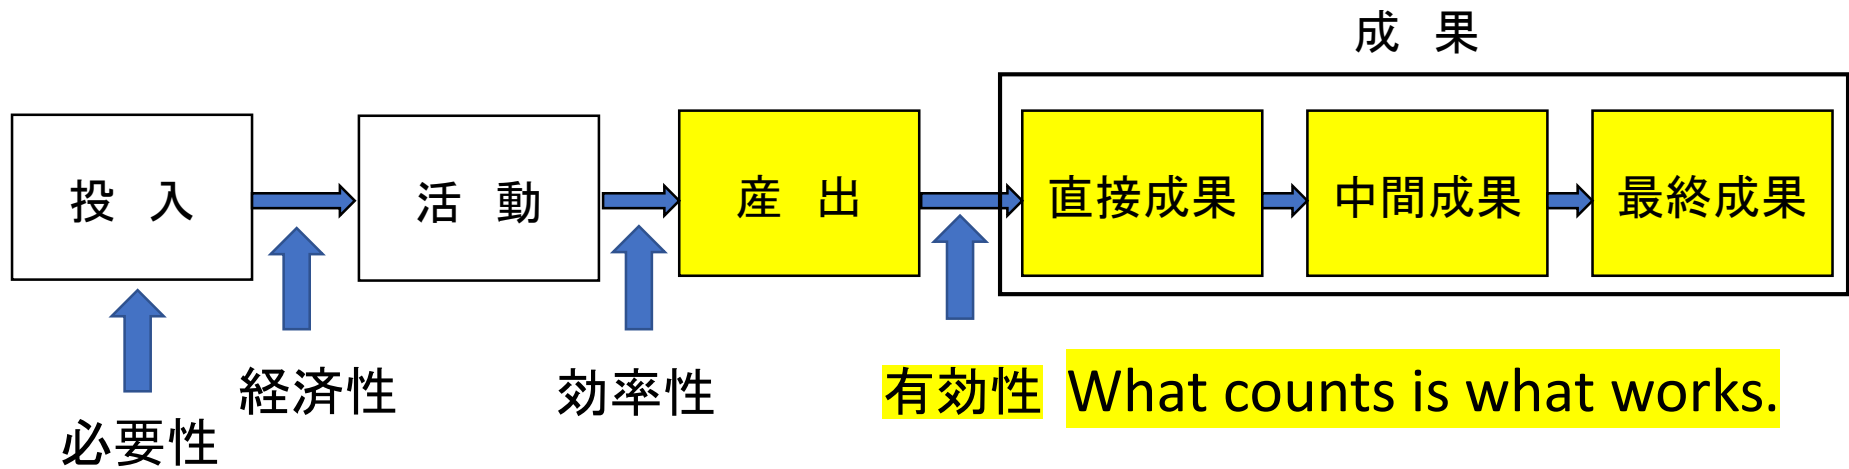 成 果
投 入
活 動
産 出
直接成果
中間成果
最終成果
必要性
経済性
効率性
有効性
What counts is what works.